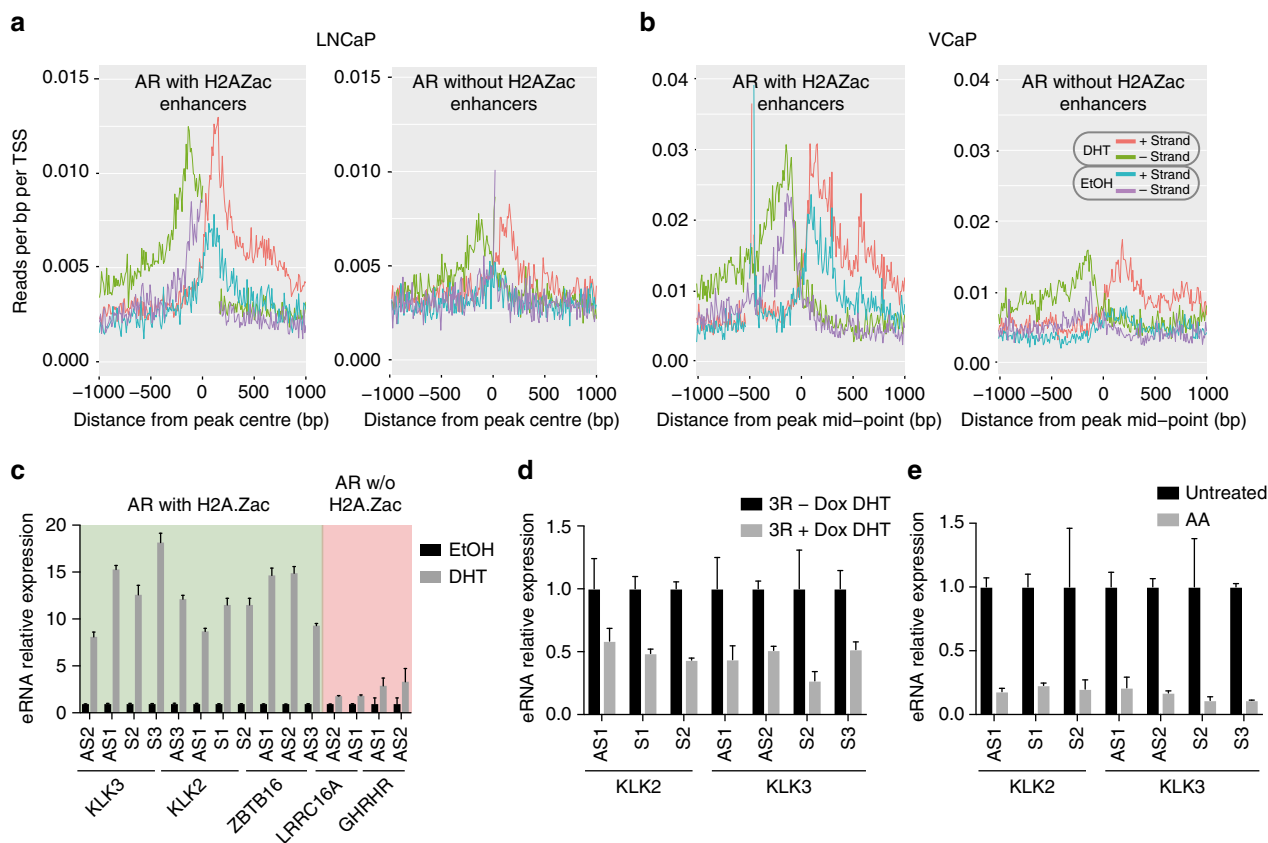 a
LNCaP
AR with H2AZac
enhancers
AR without H2AZac
enhancers
Reads per bp per TSS
0.015
0.010
0.005
0.000
−1000 −500 0 500 1000
Distance from peak centre (bp)
0.015
0.010
0.005
0.000
−1000 −500 0 500 1000
Distance from peak centre (bp)
b
VCaP
AR with H2AZac
enhancers
AR without H2AZac
enhancers
0.04
0.03
0.02
0.01
0.00
−1000 −500 0 500 1000
Distance from peak mid−point (bp)
0.04
0.03
0.02
0.01
0.00
DHT + Strand
− Strand
EtOH + Strand
− Strand
−1000 −500 0 500 1000
Distance from peak mid−point (bp)
c
AR with H2A.Zac
AR w/o
H2A.Zac
eRNA relative expression
20
15
10
5
0
EtOH
DHT
AS2 AS1 S2 S3 AS3 AS1 S1 S2 AS1 AS2 AS3 AS2 AS1 AS1 AS2
KLK3 KLK2 ZBTB16 LRRC16A GHRHR
d
3R − Dox DHT
3R + Dox DHT
eRNA relative expression
1.5
1.0
0.5
0.0
AS1 S1 S2 AS1 AS2 S2 S3
KLK2 KLK3
e
Untreated
AA
eRNA relative expression
1.5
1.0
0.5
0.0
AS1 S1 S2 AS1 AS2 S2 S3
KLK2 KLK3